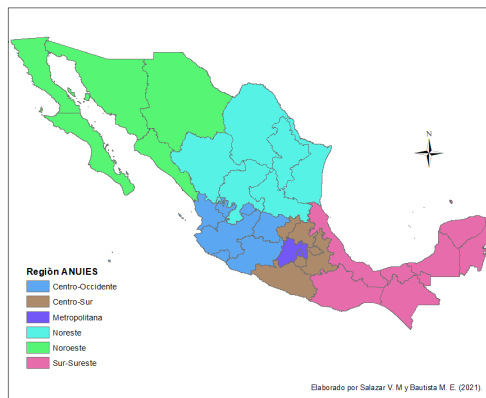 N
Regiòn ANUIES
Centro-Occidente
Centro-Sur
Metropolitana
Noreste
Noroeste
Sur-Sureste
Elaborado por Salazar V. M y Bautista M. E. (2021).